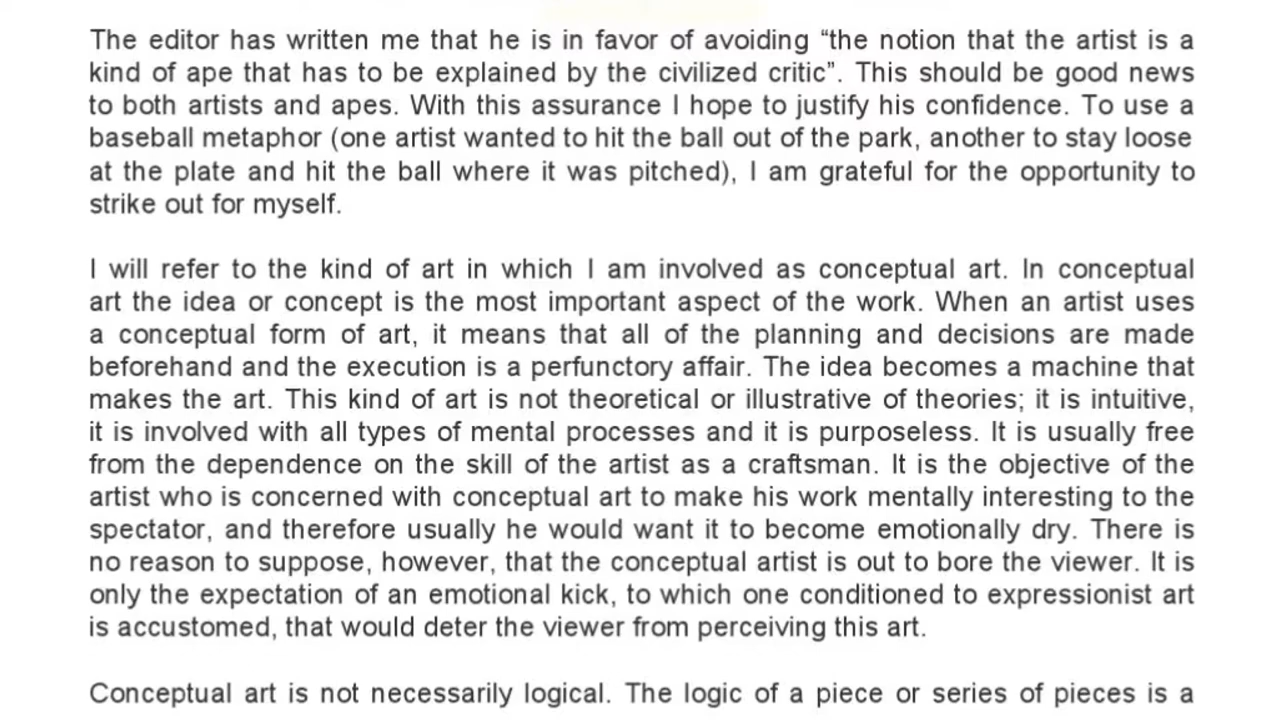 The editor has written me that he is in favor of avoiding “the notion that the artist is a
kind of ape that has to be explained by the civilized critic”. This should be good news
to both artists and apes. With this assurance I hope to justify his confidence. To use a
baseball metaphor (one artist wanted to hit the ball out of the park, another to stay loose
at the plate and hit the ball where it was pitched), I am grateful for the opportunity to
strike out for myself.
I will refer to the kind of art in which I am involved as conceptual art. In conceptual
art the idea or concept is the most important aspect of the work. When an artist uses
a conceptual form of art, it means that all of the planning and decisions are made
beforehand and the execution is a perfunctory affair. The idea becomes a machine that
makes the art. This kind of art is not theoretical or illustrative of theories; it is intuitive,
it is involved with all types of mental processes and it is purposeless. It is usually free
from the dependence on the skill of the artist as a craftsman. It is the objective of the
artist who is concerned with conceptual art to make his work mentally interesting to the
spectator, and therefore usually he would want it to become emotionally dry. There is
no reason to suppose, however, that the conceptual artist is out to bore the viewer. It is
only the expectation of an emotional kick, to which one conditioned to expressionist art
is accustomed, that would deter the viewer from perceiving this art.
Conceptual art is not necessarily logical. The logic of a piece or series of pieces is a